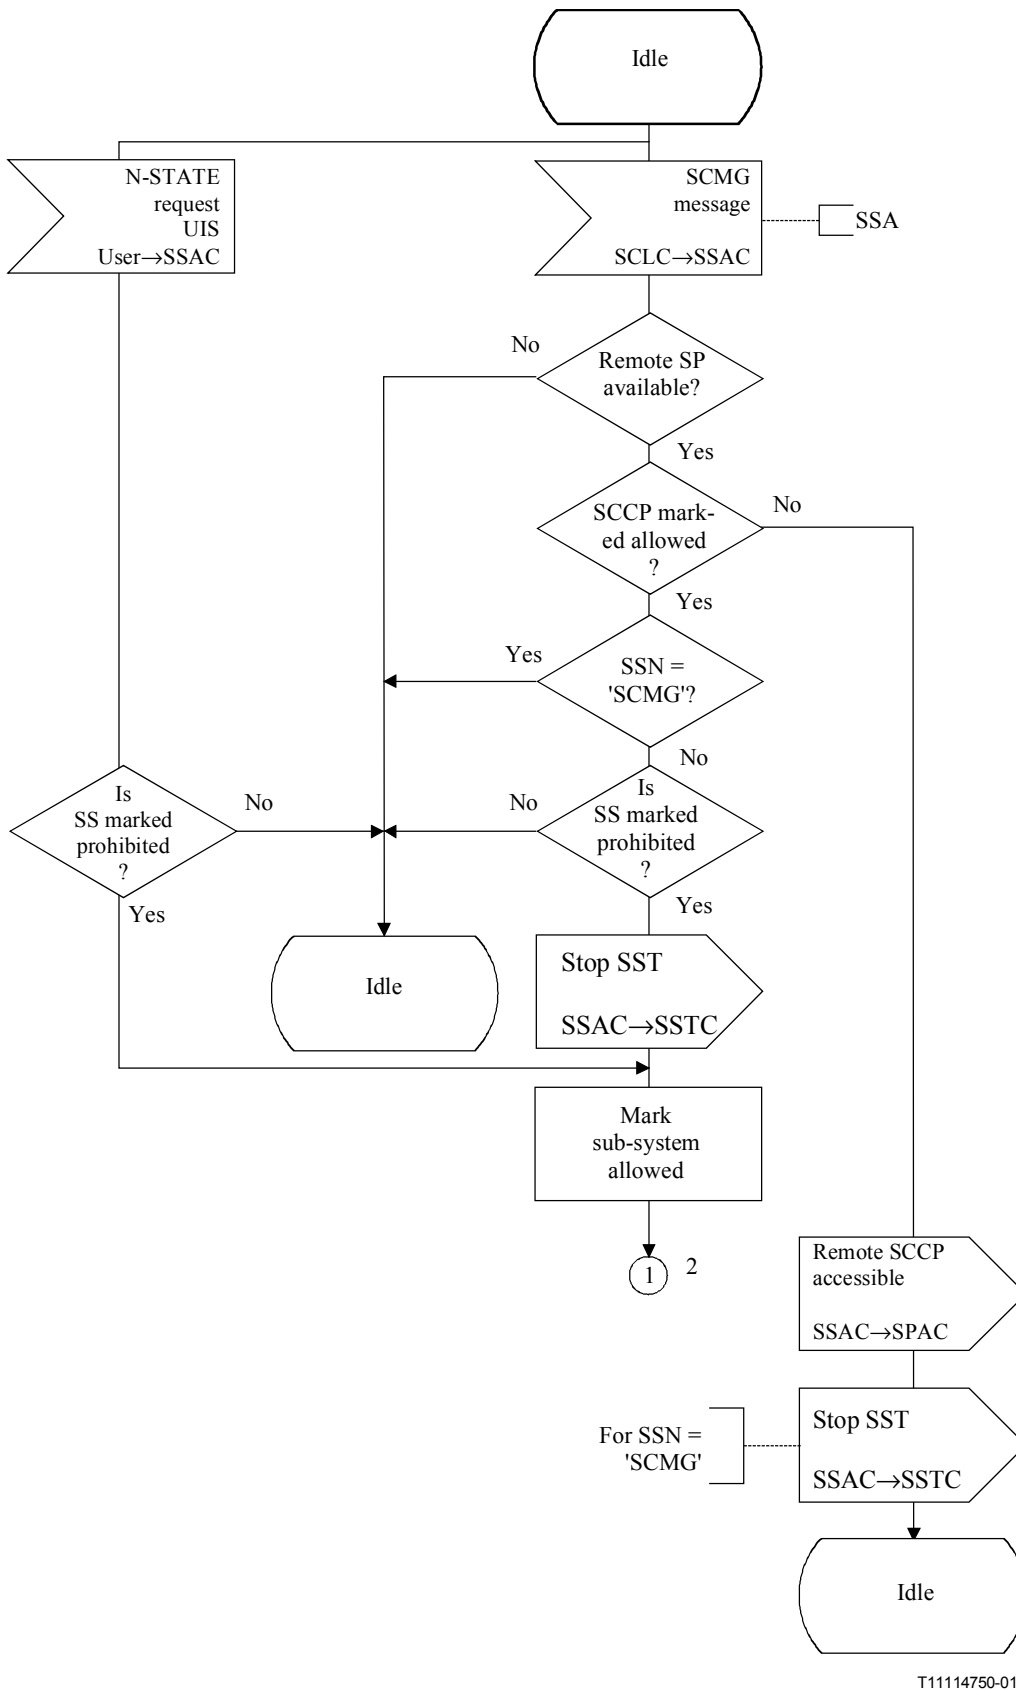 Idle
N-STATE
request
UIS
User→SSAC
SCMG
message
SCLC→SSAC
SSA
No
Remote SP
available?
Yes
SCCP mark-
ed allowed
?
No
Yes
Yes
SSN =
'SCMG'?
No
Is
SS marked
prohibited
?
No
No
Is
SS marked
prohibited
?
Yes
Yes
Idle
Stop SST
SSAC→SSTC
Mark
sub-system
allowed
1
2
Remote SCCP
accessible
SSAC→SPAC
For SSN =
'SCMG'
Stop SST
SSAC→SSTC
Idle
T11114750-01